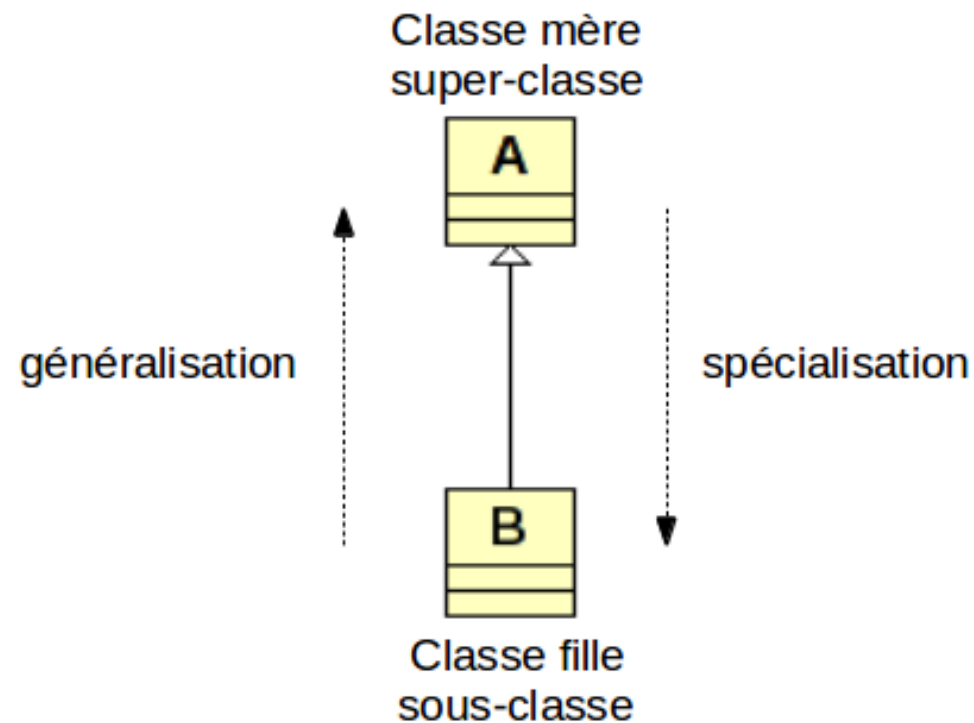 Classe mère
super-classe
A
généralisation
spécialisation
B
Classe fille
sous-classe